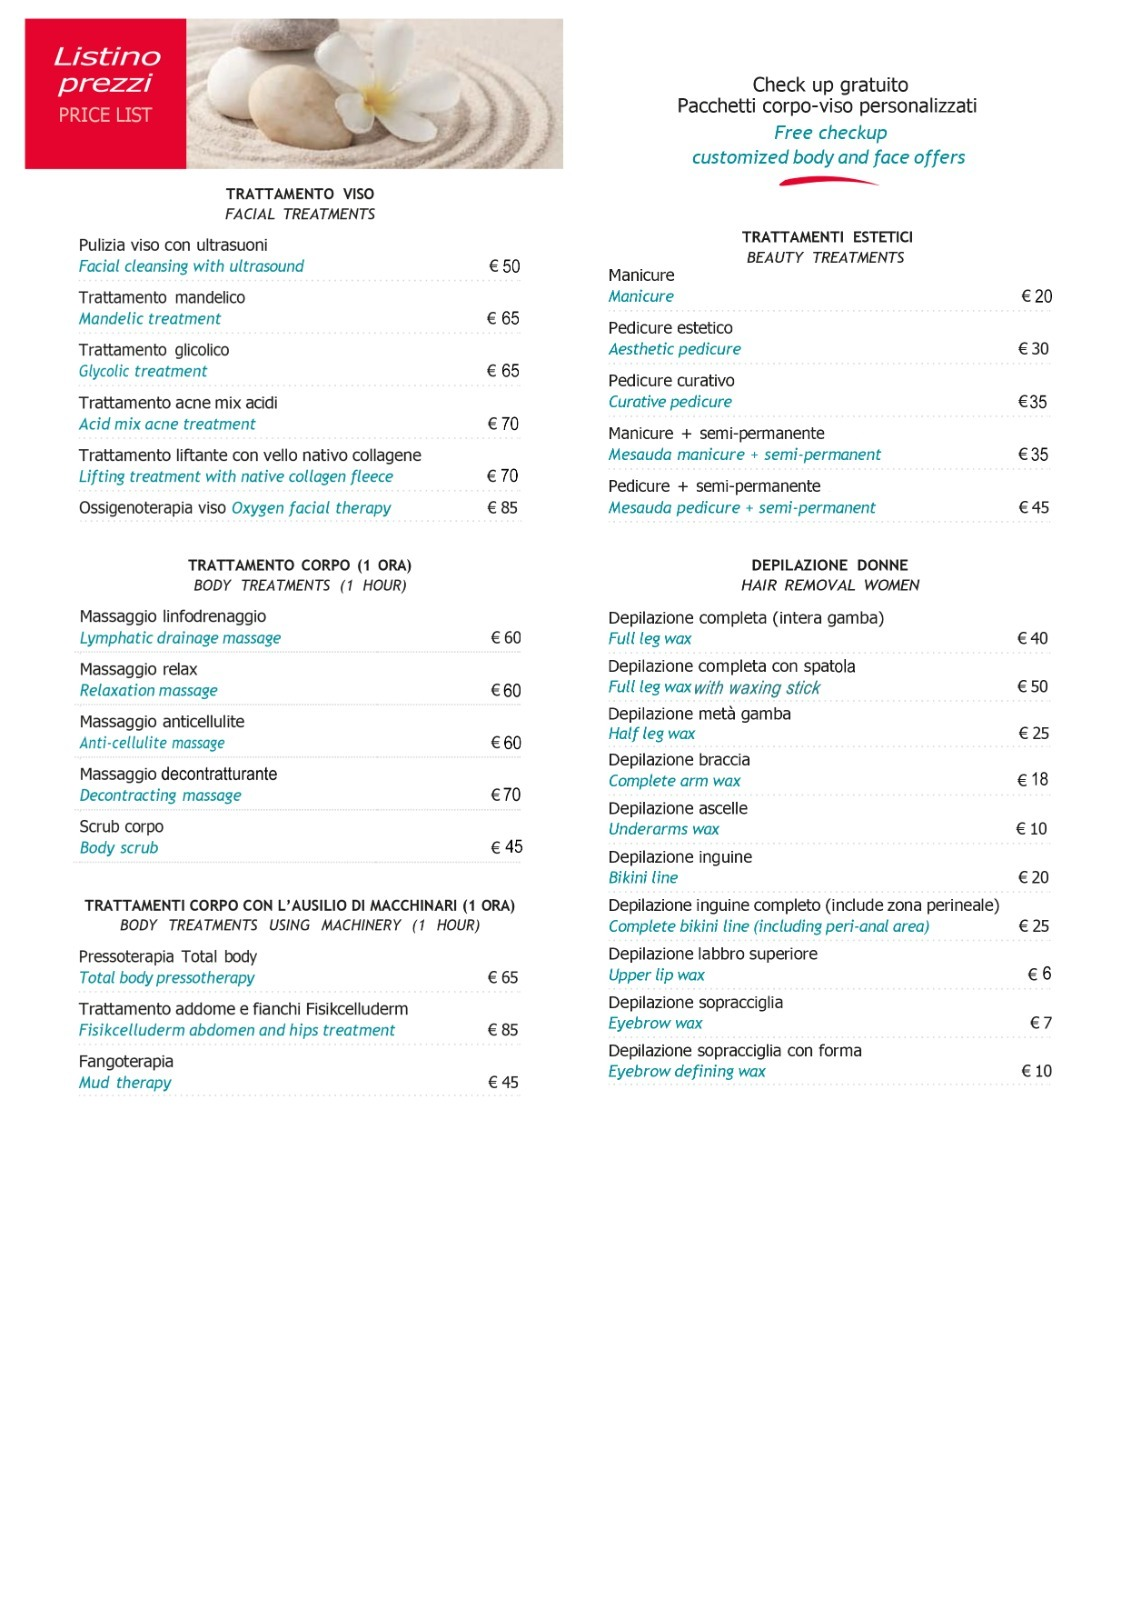 Listino
prezzi
PRICE LIST
TRATTAMENTO VISO
FACIAL TREATMENTS
Pulizia viso con ultrasuoni
Facial cleansing with ultrasound € 50
Trattamento mandelico
Mandelic treatment € 65
Trattamento glicolico
Glycolic treatment € 65
Trattamento acne mix acidi
Acid mix acne treatment € 70
Trattamento liftante con vello nativo collagene
Lifting treatment with native collagen fleece € 70
Ossigenoterapia viso Oxygen facial therapy € 85
TRATTAMENTO CORPO (1 ORA)
BODY TREATMENTS (1 HOUR)
Massaggio linfodrenaggio
Lymphatic drainage massage € 60
Massaggio relax
Relaxation massage € 60
Massaggio anticellulite
Anti-cellulite massage € 60
Massaggio decontratturante
Decontracting massage € 70
Scrub corpo
Body scrub € 45
TRATTAMENTI CORPO CON L’AUSILIO DI MACCHINARI (1 ORA)
BODY TREATMENTS USING MACHINERY (1 HOUR)
Pressoterapia Total body
Total body pressotherapy € 65
Trattamento addome e fianchi Fisikcelluderm
Fisikcelluderm abdomen and hips treatment € 85
Fangoterapia
Mud therapy € 45
Check up gratuito
Pacchetti corpo-viso personalizzati
Free checkup
customized body and face offers
TRATTAMENTI ESTETICI
BEAUTY TREATMENTS
Manicure
Manicure € 20
Pedicure estetico
Aesthetic pedicure € 30
Pedicure curativo
Curative pedicure €35
Manicure + semi-permanente
Mesauda manicure + semi-permanent € 35
Pedicure + semi-permanente
Mesauda pedicure + semi-permanent € 45
DEPILAZIONE DONNE
HAIR REMOVAL WOMEN
Depilazione completa (intera gamba)
Full leg wax € 40
Depilazione completa con spatola
Full leg wax with waxing stick € 50
Depilazione metà gamba
Half leg wax € 25
Depilazione braccia
Complete arm wax € 18
Depilazione ascelle
Underarms wax € 10
Depilazione inguine
Bikini line € 20
Depilazione inguine completo (include zona perineale)
Complete bikini line (including peri-anal area) € 25
Depilazione labbro superiore
Upper lip wax € 6
Depilazione sopracciglia
Eyebrow wax € 7
Depilazione sopracciglia con forma
Eyebrow defining wax € 10